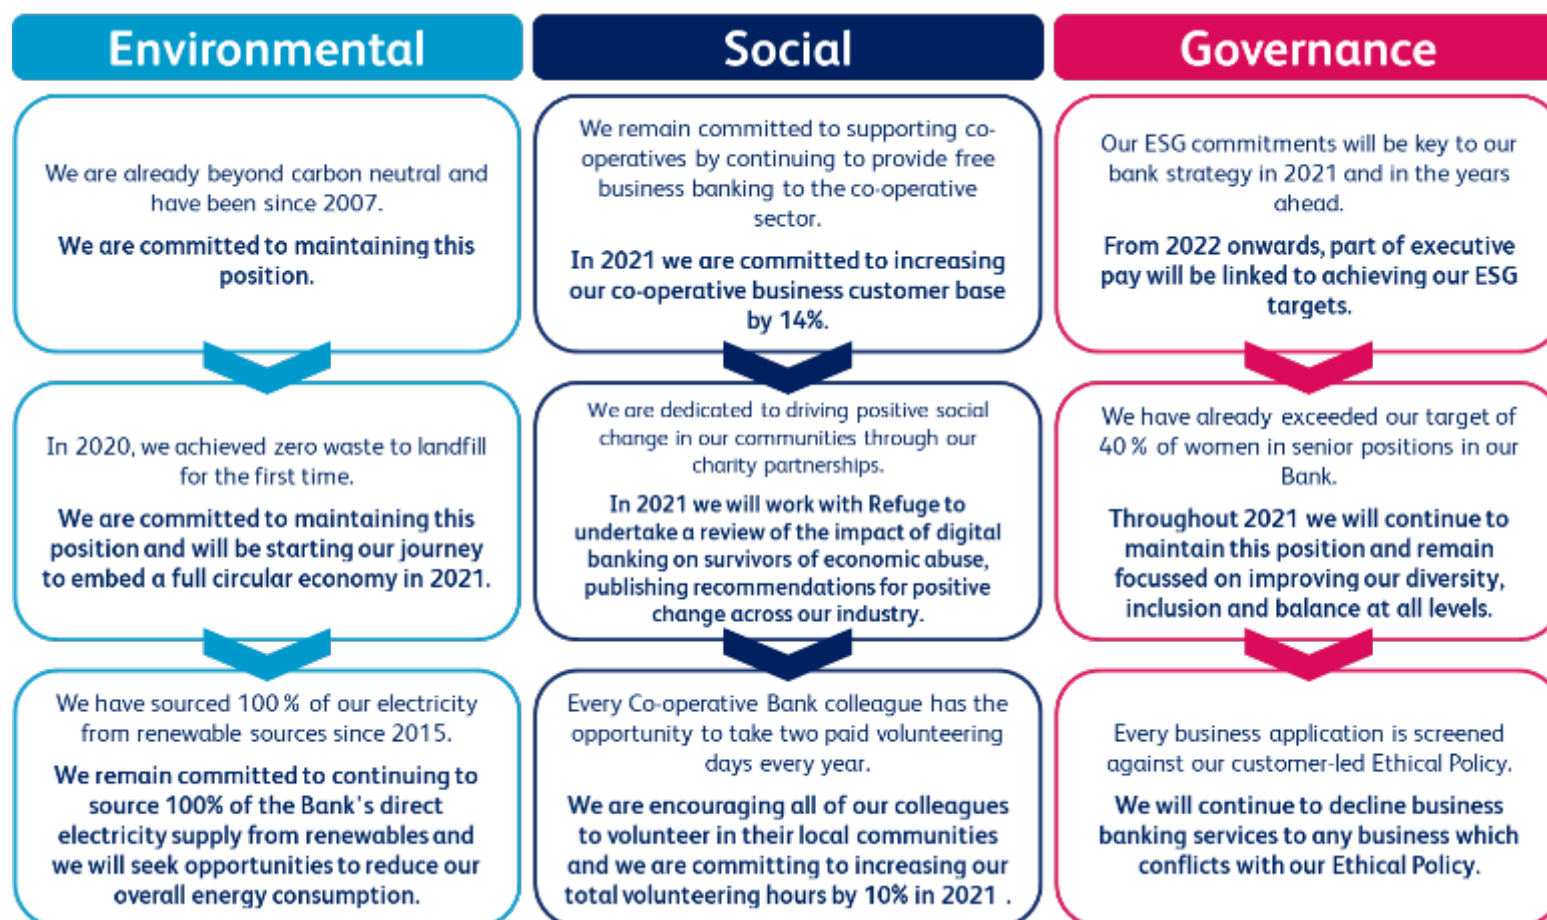 Environmental
We are already beyond carbon neutral and
have been since 2007.
We are committed to maintaining this
position.
In 2020, we achieved zero waste to landfill
for the first time.
We are committed to maintaining this
position and will be starting our journey
to embed a full circular economy in 2021.
We have sourced 100 % of our electricity
from renewable sources since 2015.
We remain committed to continuing to
source 100% of the Bank's direct
electricity supply from renewables and
we will seek opportunities to reduce our
overall energy consumption.
Social
We remain committed to supporting co-
operatives by continuing to provide free
business banking to the co-operative
sector.
In 2021 we are committed to increasing
our co-operative business customer base
by 14%.
We are dedicated to driving positive social
change in our communities through our
charity partnerships.
In 2021 we will work with Refuge to
undertake a review of the impact of digital
banking on survivors of economic abuse,
publishing recommendations for positive
change across our industry.
Every Co-operative Bank colleague has the
opportunity to take two paid volunteering
days every year.
We are encouraging all of our colleagues
to volunteer in their local communities
and we are committing to increasing our
total volunteering hours by 10% in 2021 .
Governance
Our ESG commitments will be key to our
bank strategy in 2021 and in the years
ahead.
From 2022 onwards, part of executive
pay will be linked to achieving our ESG
targets.
We have already exceeded our target of
40 % of women in senior positions in our
Bank.
Throughout 2021 we will continue to
maintain this position and remain
focussed on improving our diversity,
inclusion and balance at all levels.
Every business application is screened
against our customer-led Ethical Policy.
We will continue to decline business
banking services to any business which
conflicts with our Ethical Policy.